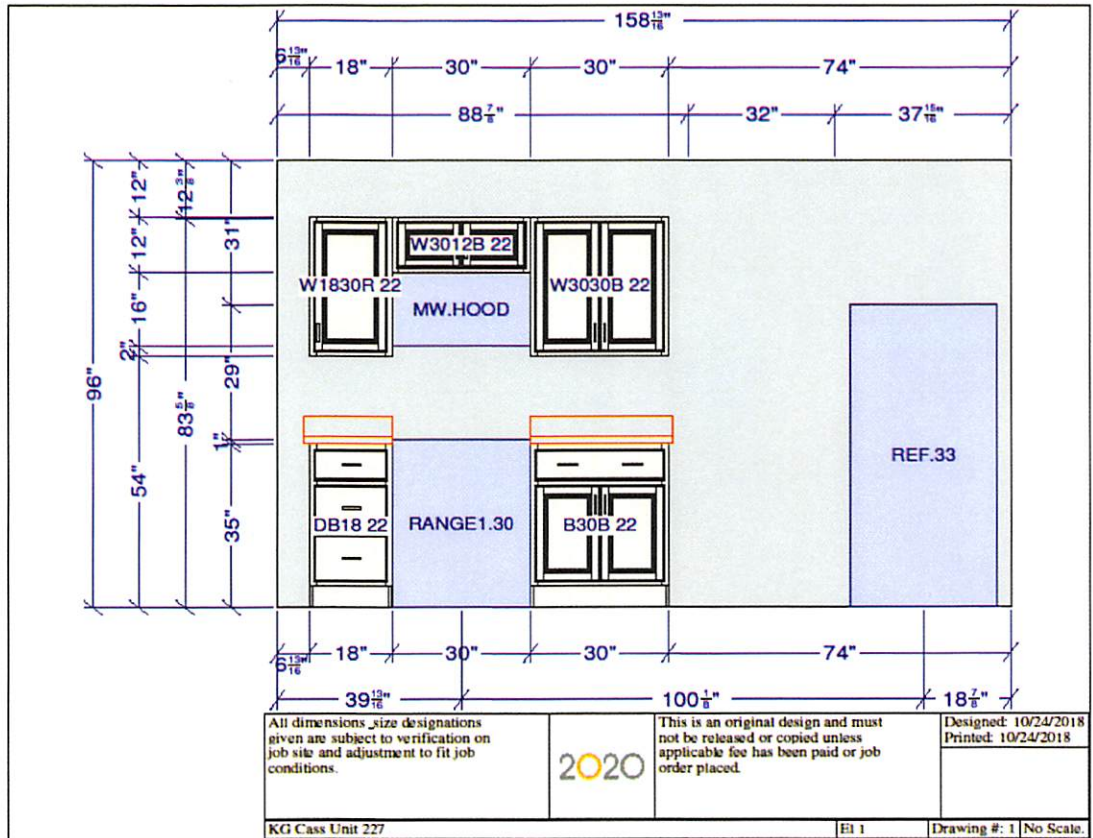 158 13/16"
6 13/16" 18" 30" 30" 74"
88 7/8" 32" 37 15/16"
12" 12 3/8"
31"
12"
W3012B 22
W1830R 22 W3030B 22
16" MW.HOOD
2"
29"
96" 83 5/8"
1"
REF.33
54"
35" DB18 22 RANGE1.30 B30B 22
6 13/16" 18" 30" 30" 74"
39 13/16" 100 1/8" 18 7/8"
All dimensions_size designations
given are subject to verification on
job site and adjustment to fit job
conditions.
2020
This is an original design and must
not be released or copied unless
applicable fee has been paid or job
order placed.
Designed: 10/24/2018
Printed: 10/24/2018
KG Cass Unit 227 El 1 Drawing #: 1 No Scale.